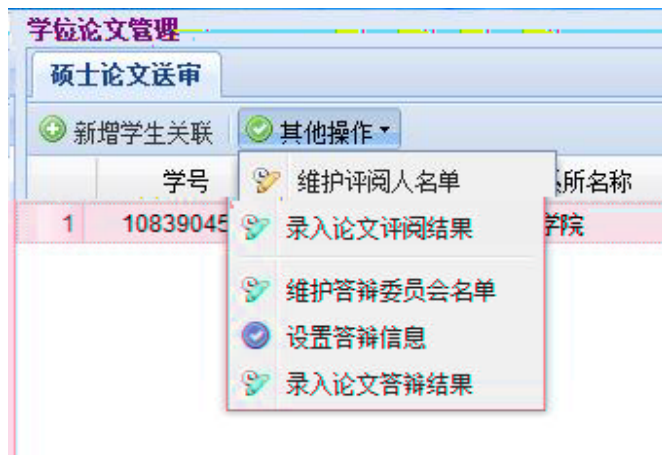 学位论文管理
硕士论文送审
新增学生关联 其他操作
学号 所名称
1 10839045 学院
维护评阅人名单
录入论文评阅结果
维护答辩委员会名单
设置答辩信息
录入论文答辩结果